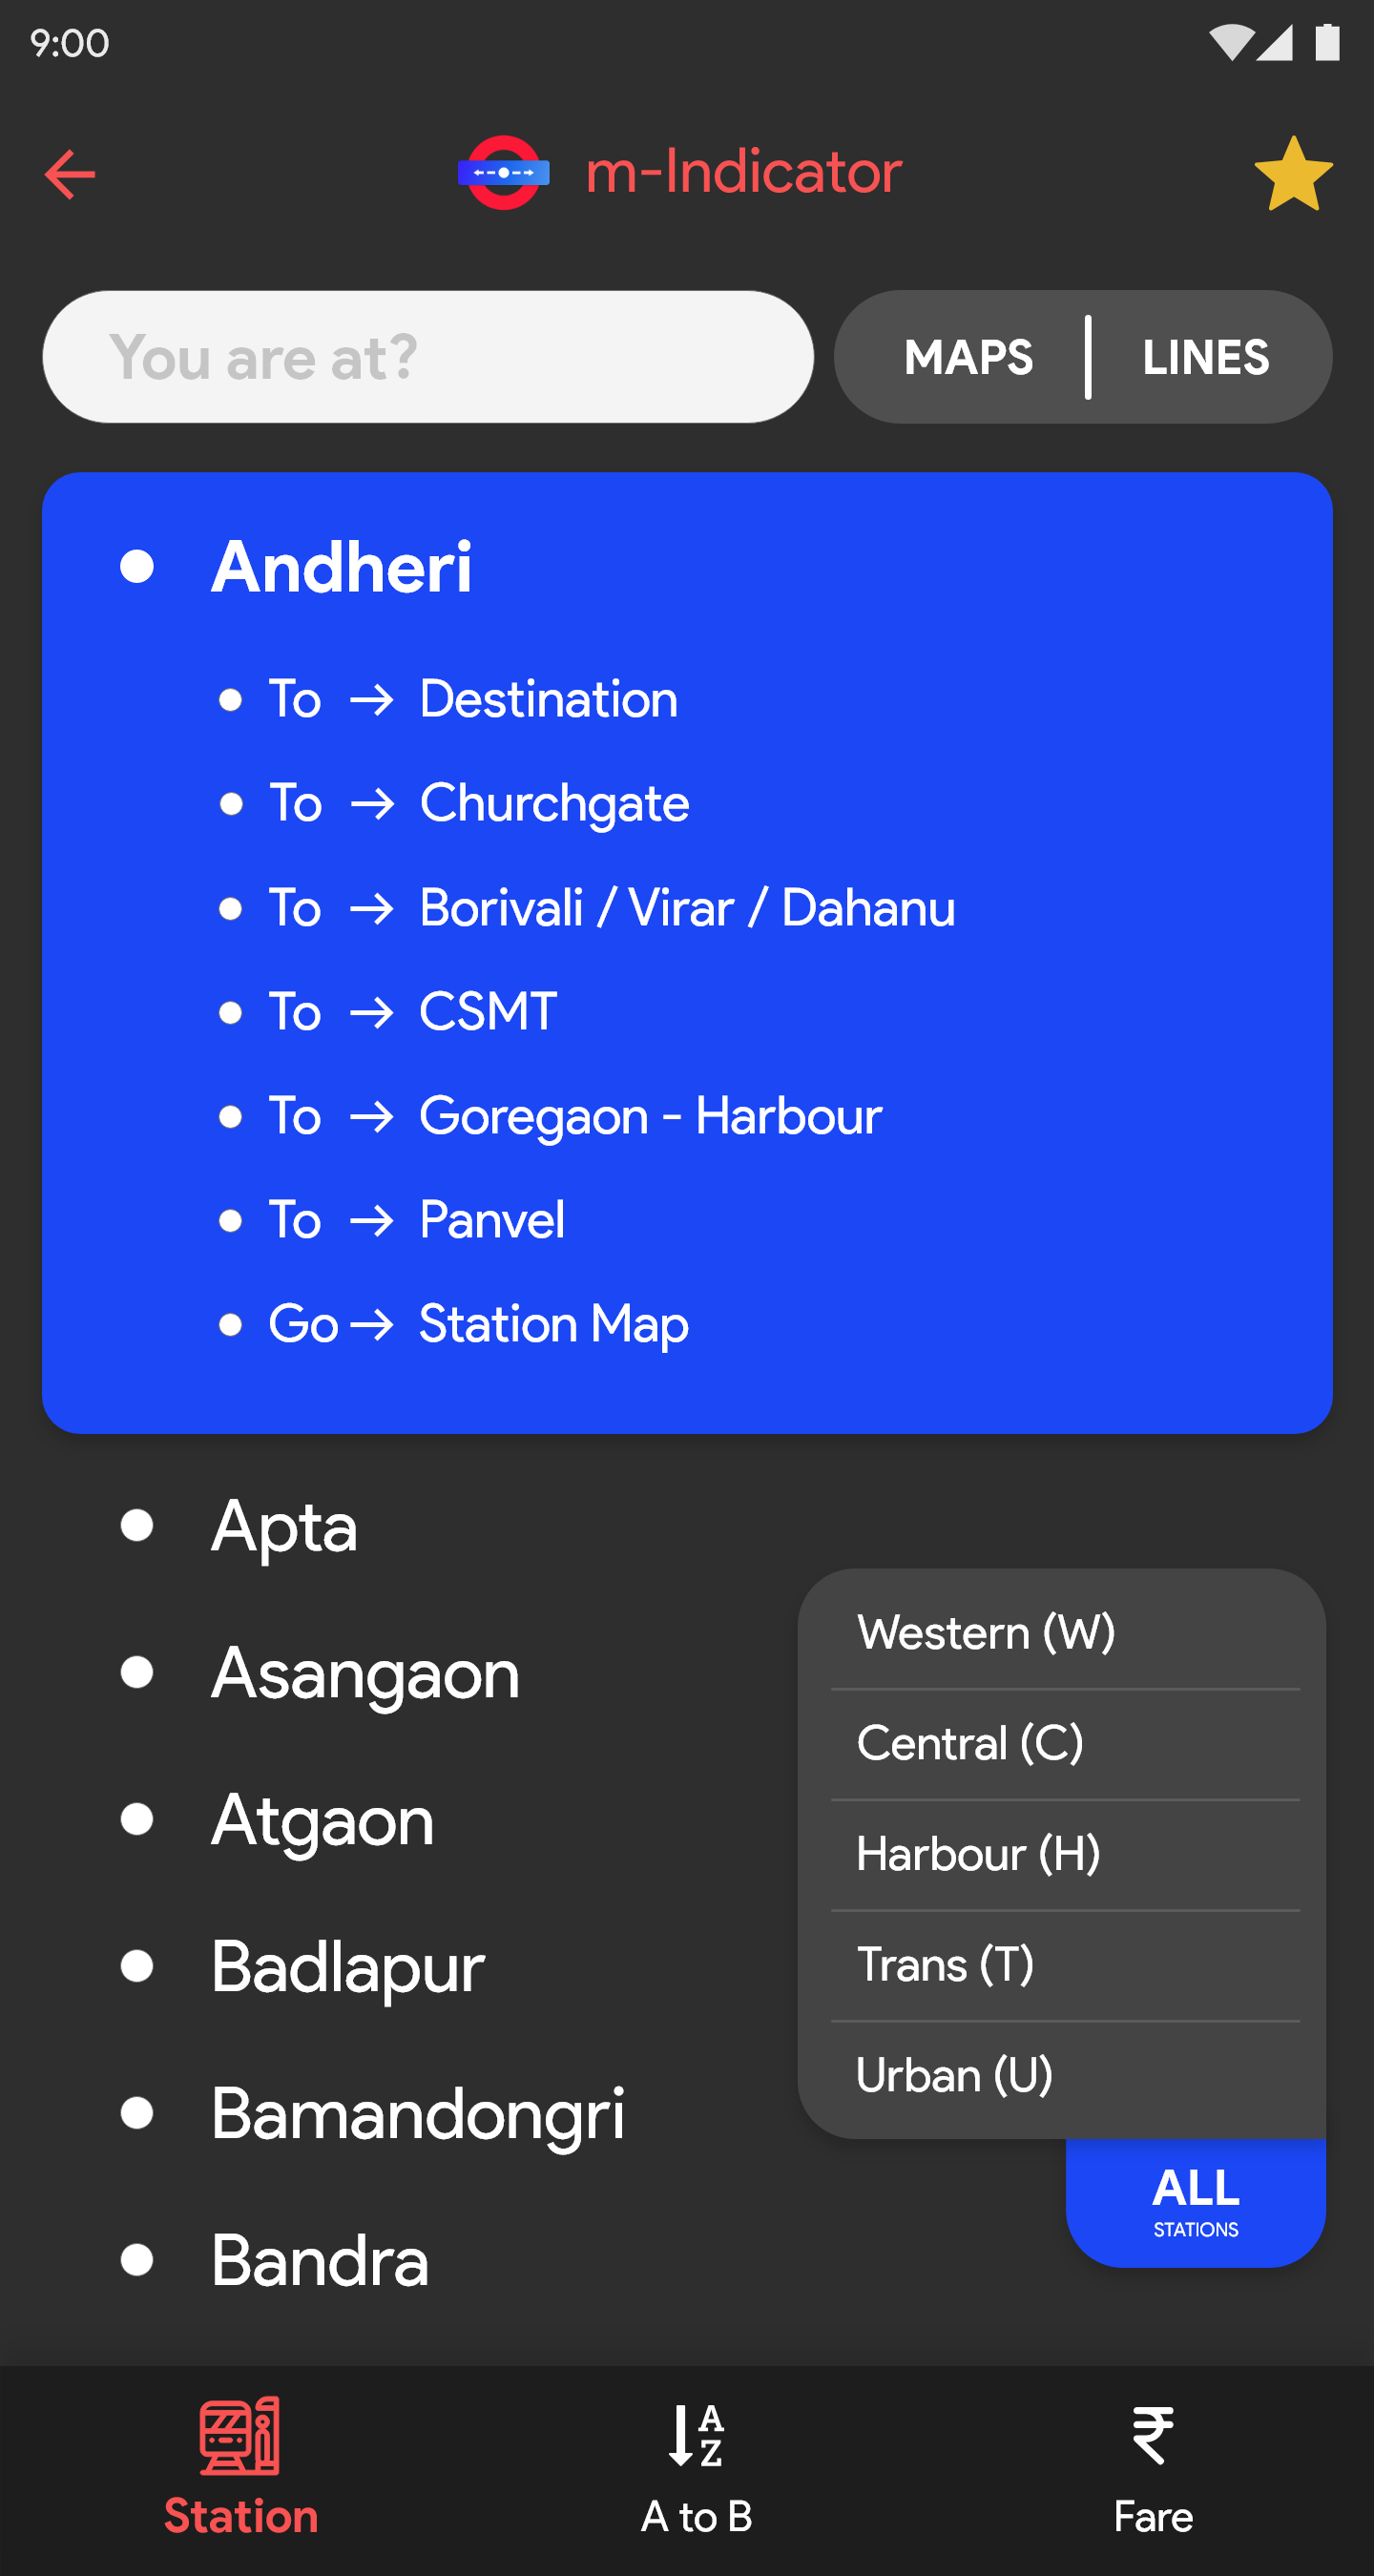 9:00
m-Indicator
You are at?
MAPS | LINES
Andheri
To → Destination
To → Churchgate
To → Borivali / Virar / Dahanu
To → CSMT
To → Goregaon - Harbour
To → Panvel
Go → Station Map
Apta
Asangaon
Atgaon
Badlapur
Bamandongri
Bandra
Western (W)
Central (C)
Harbour (H)
Trans (T)
Urban (U)
ALL
STATIONS
A
Z
₹
Station
A to B
Fare